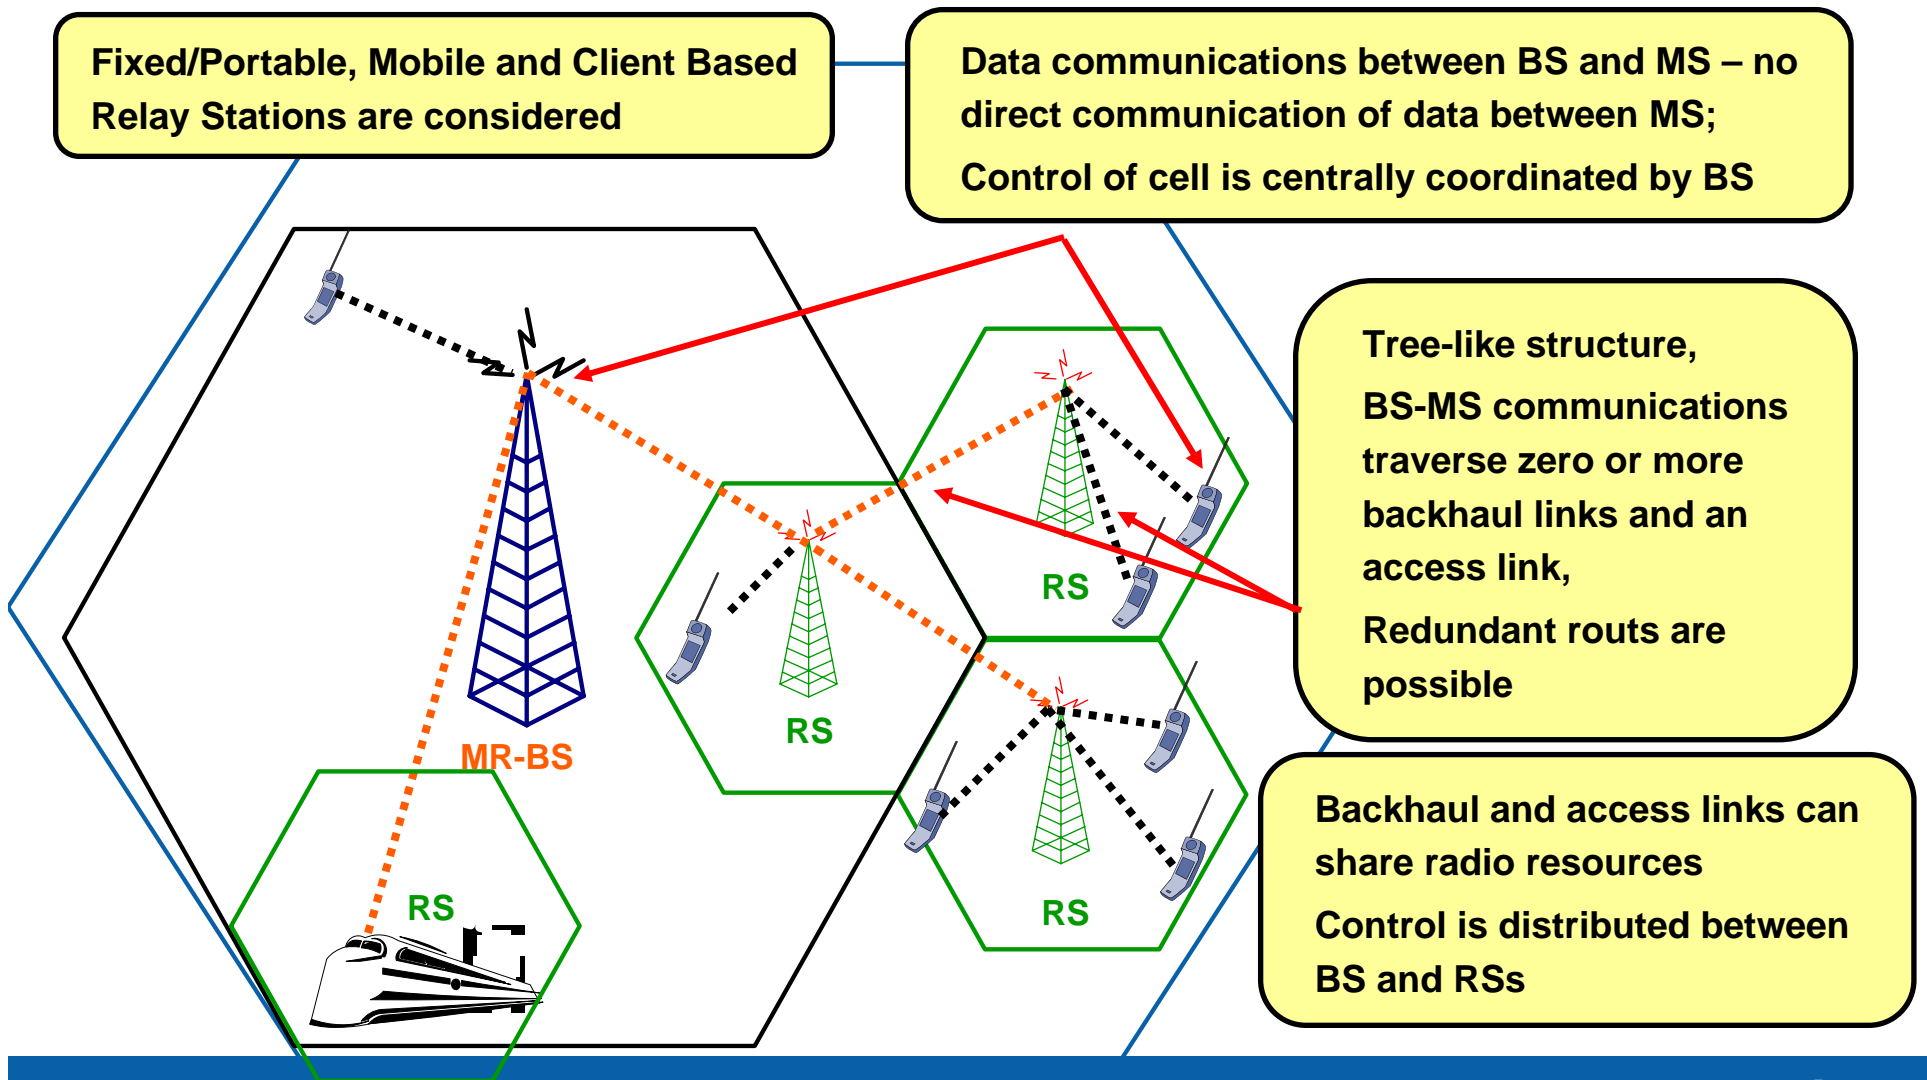 Fixed/Portable, Mobile and Client Based
Relay Stations are considered
Data communications between BS and MS – no
direct communication of data between MS;
Control of cell is centrally coordinated by BS
Tree-like structure,
BS-MS communications
traverse zero or more
backhaul links and an
access link,
Redundant routs are
possible
RS
RS
MR-BS
Backhaul and access links can
share radio resources
Control is distributed between
BS and RSs
RS
RS